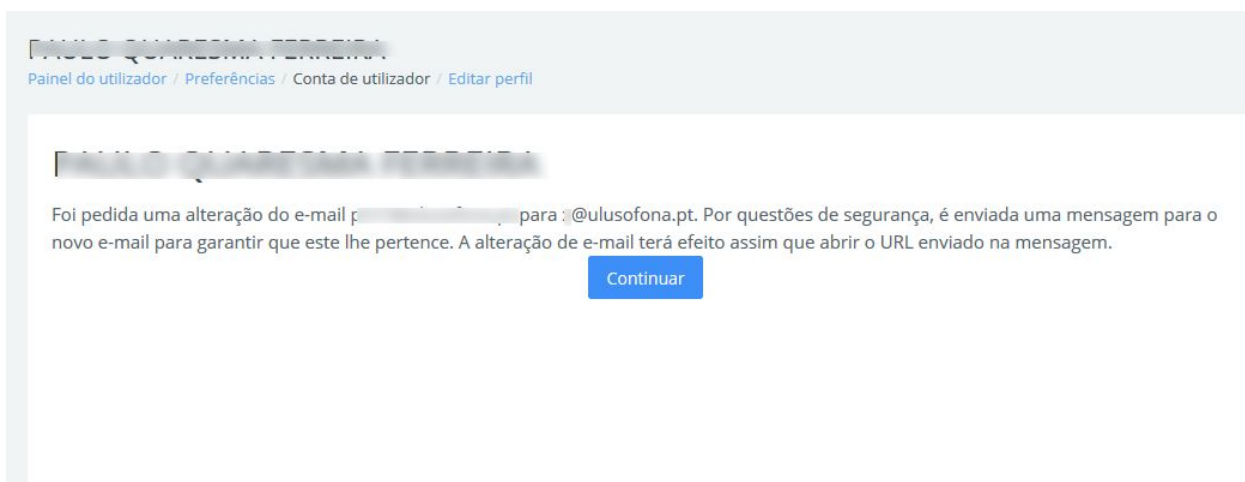 Painel do utilizador / Preferências / Conta de utilizador / Editar perfil
Foi pedida uma alteração do e-mail para @ulusofona.pt. Por questões de segurança, é enviada uma mensagem para o
novo e-mail para garantir que este lhe pertence. A alteração de e-mail terá efeito assim que abrir o URL enviado na mensagem.
Continuar